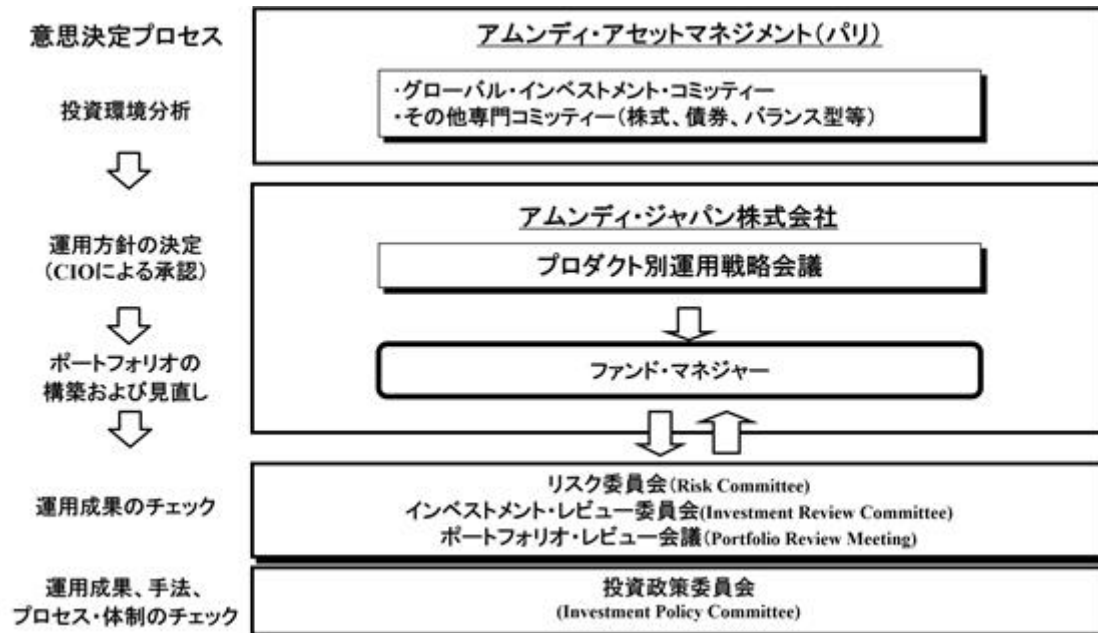 意思決定プロセス
アムンディ・アセットマネジメント(パリ)
投資環境分析
・グローバル・インベストメント・コミッティー
・その他専門コミッティー(株式、債券、バランス型等)
アムンディ・ジャパン株式会社
運用方針の決定
(CIOによる承認)
プロダクト別運用戦略会議
ポートフォリオの
構築および見直し
ファンド・マネジャー
運用成果のチェック
リスク委員会(Risk Committee)
インベストメント・レビュー委員会(Investment Review Committee)
ポートフォリオ・レビュー会議(Portfolio Review Meeting)
運用成果、手法、
プロセス・体制のチェック
投資政策委員会
(Investment Policy Committee)